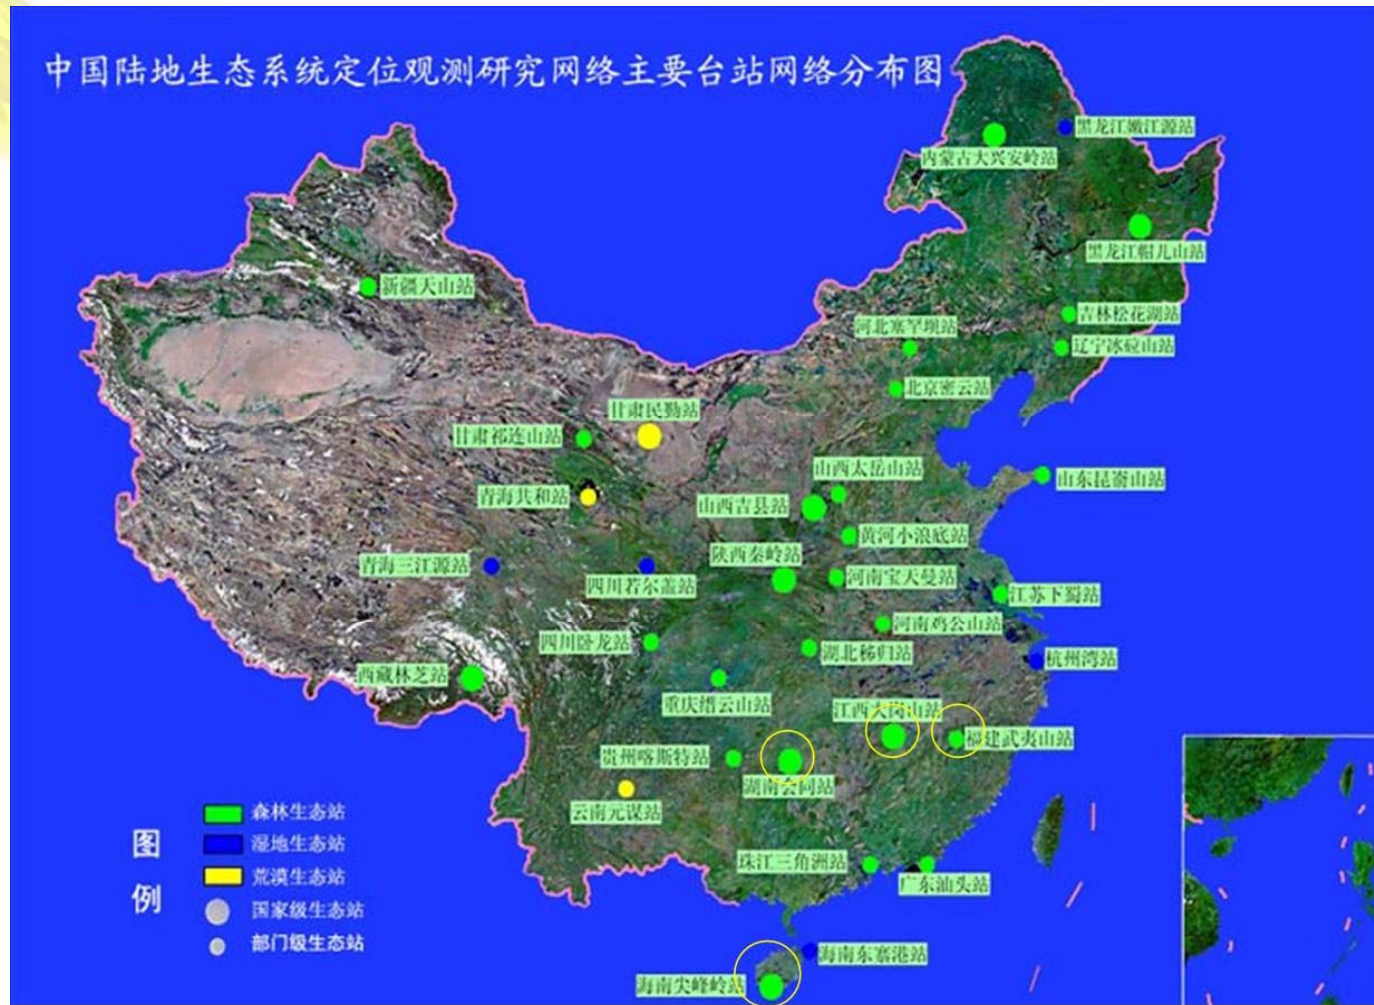 中国陆地生态系统定位观测研究网络主要台站网络分布图
黑龙江嫩江源站
内蒙古大兴安岭站
黑龙江帽儿山站
新疆天山站
吉林松花湖站
河北塞罕坝站
辽宁冰砬山站
北京密云站
甘肃民勤站
甘肃祁连山站
山西太岳山站
山东昆嵛山站
青海共和站
山西吉县站
黄河小浪底站
陕西秦岭站
青海三江源站
四川若尔盖站
河南宝天曼站
江苏下蜀站
河南鸡公山站
四川卧龙站
湖北秭归站
杭州湾站
西藏林芝站
重庆缙云山站
江西大岗山站
福建武夷山站
贵州喀斯特站
湖南会同站
云南元谋站
珠江三角洲站
广东汕头站
海南东寨港站
海南尖峰岭站
图例
森林生态站
湿地生态站
荒漠生态站
国家级生态站
部门级生态站